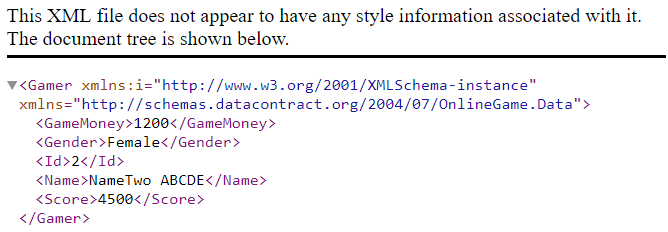 This XML file does not appear to have any style information associated with it.
The document tree is shown below.
▼<Gamer xmlns:i="http://www.w3.org/2001/XMLSchema-instance"
xmlns="http://schemas.datacontract.org/2004/07/OnlineGame.Data">
<GameMoney>1200</GameMoney>
<Gender>Female</Gender>
<Id>2</Id>
<Name>NameTwo ABCDE</Name>
<Score>4500</Score>
</Gamer>